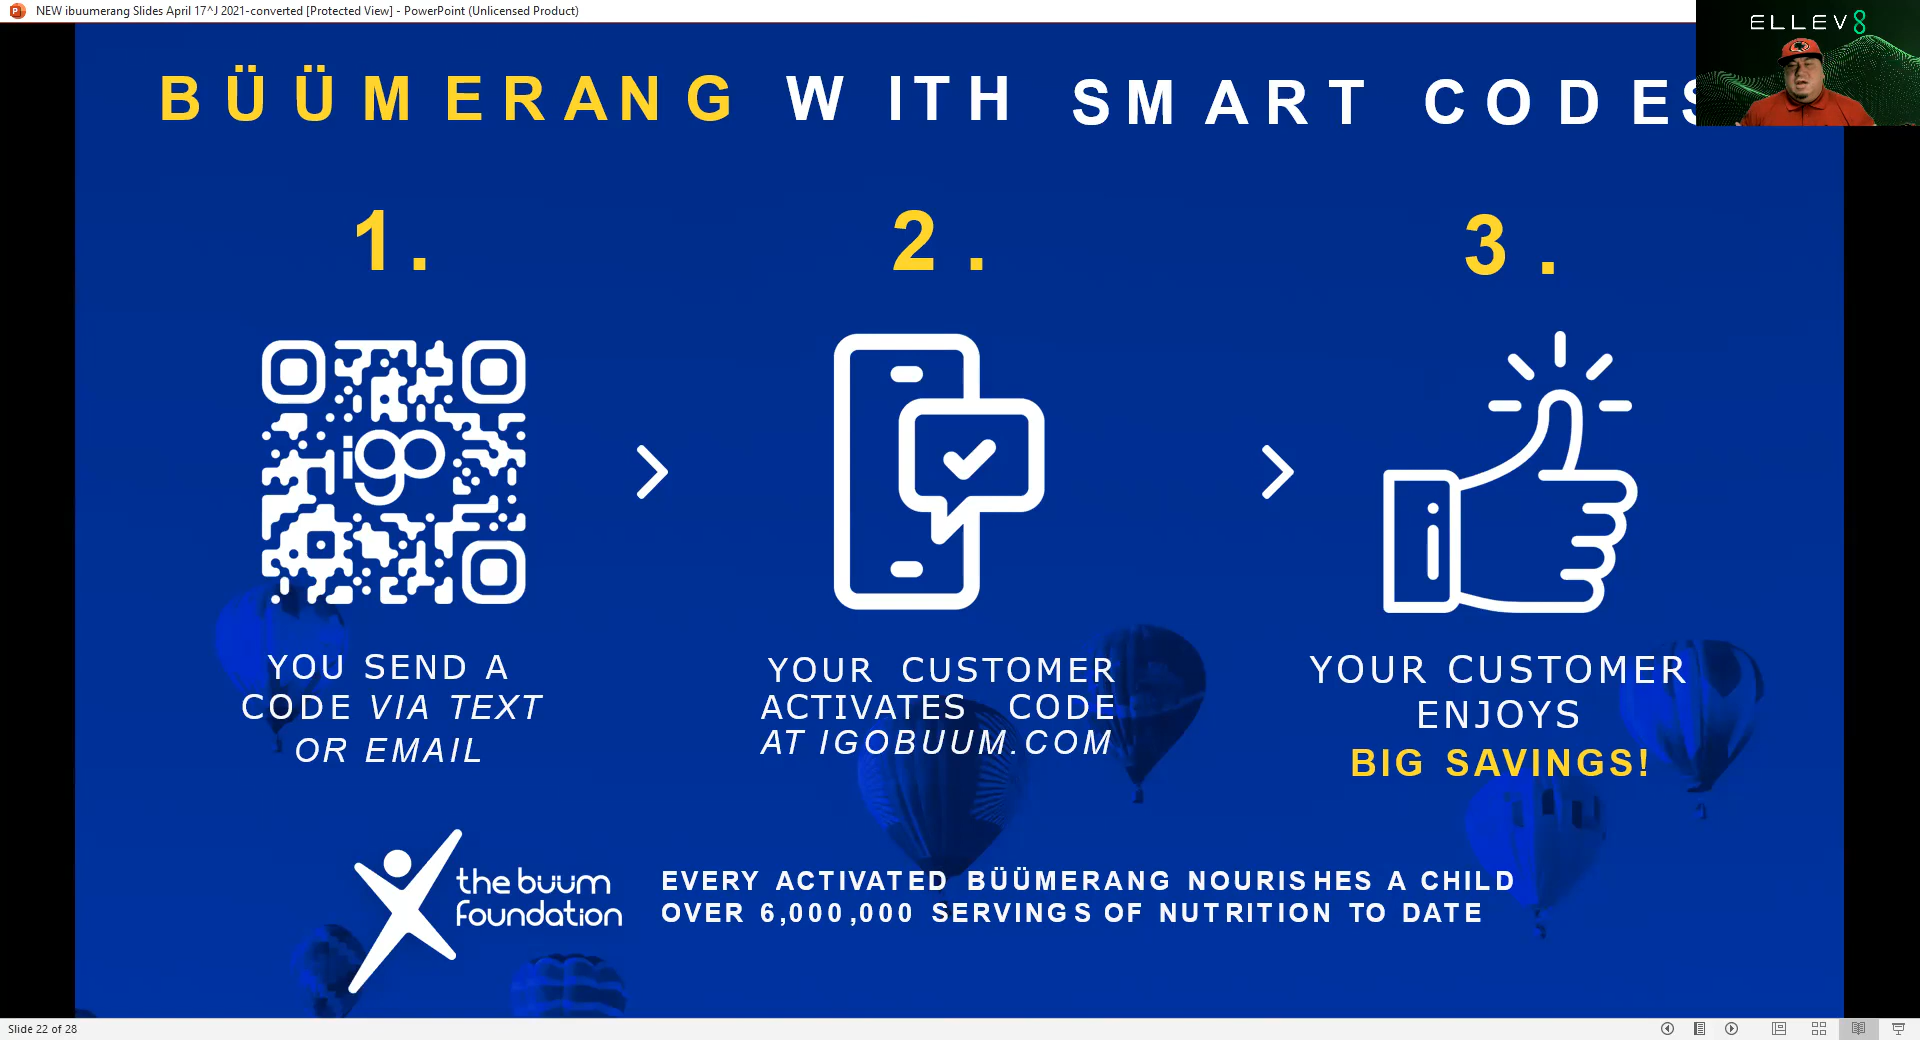 NEW ibuumerang Slides April 17^J 2021-converted [Protected View] - PowerPoint (Unlicensed Product)
ELLEV8
BÜÜMERANG WITH SMART CODES
1.
2.
3.
igo
i
YOU SEND A
CODE VIA TEXT
OR EMAIL
YOUR CUSTOMER
ACTIVATES CODE
AT IGOBUUM.COM
YOUR CUSTOMER
ENJOYS
BIG SAVINGS!
the buum
foundation
EVERY ACTIVATED BÜÜMERANG NOURISHES A CHILD
OVER 6,000,000 SERVINGS OF NUTRITION TO DATE
Slide 22 of 28